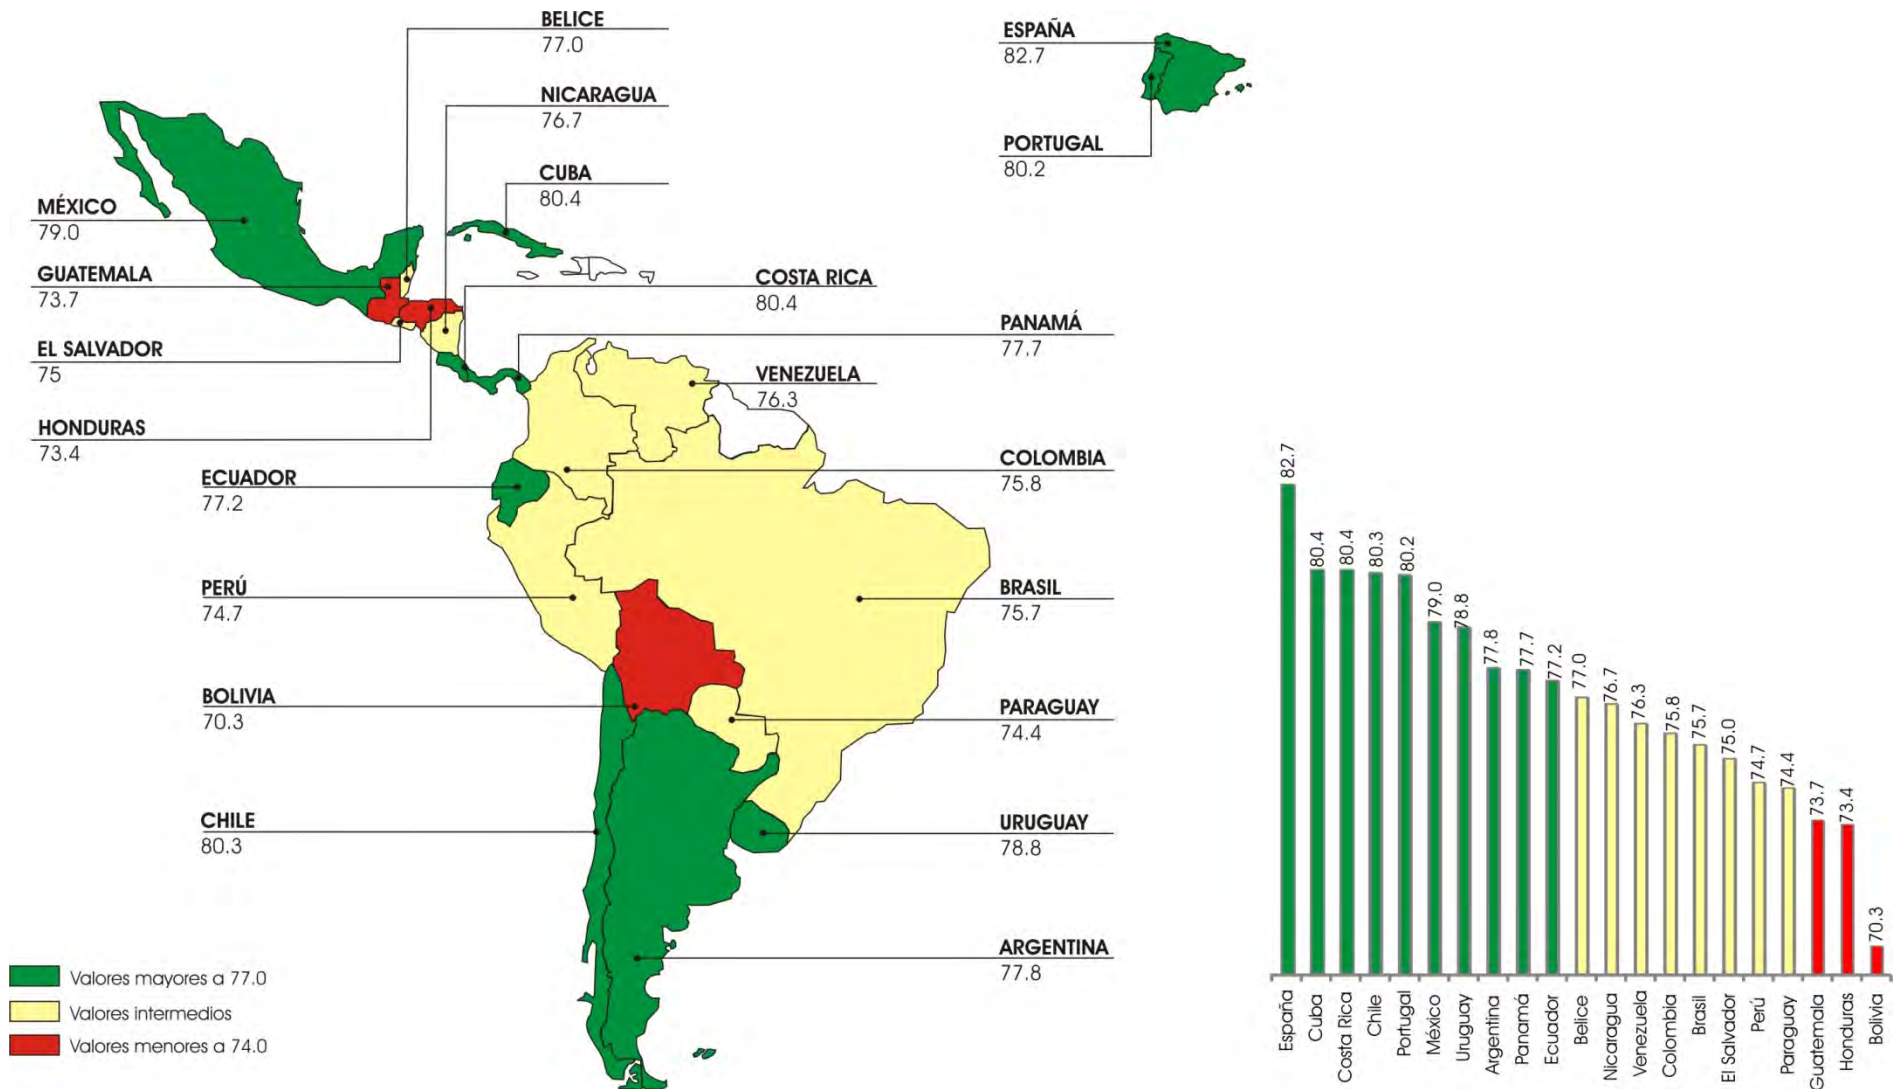 BELICE
77.0
NICARAGUA
76.7
CUBA
80.4
MÉXICO
79.0
GUATEMALA
73.7
EL SALVADOR
75
HONDURAS
73.4
COSTA RICA
80.4
PANAMÁ
77.7
VENEZUELA
76.3
ECUADOR
77.2
COLOMBIA
75.8
PERÚ
74.7
BRASIL
75.7
BOLIVIA
70.3
PARAGUAY
74.4
CHILE
80.3
URUGUAY
78.8
ARGENTINA
77.8
ESPAÑA
82.7
PORTUGAL
80.2
Valores mayores a 77.0
Valores intermedios
Valores menores a 74.0
82.7
80.4
80.4
80.3
80.2
79.0
78.8
77.8
77.7
77.2
77.0
76.7
76.3
75.8
75.7
75.0
74.7
74.4
73.7
73.4
70.3
España
Cuba
Costa Rica
Chile
Portugal
México
Uruguay
Argentina
Panamá
Ecuador
Belice
Nicaragua
Venezuela
Colombia
Brasil
El Salvador
Perú
Paraguay
Guatemala
Honduras
Bolivia